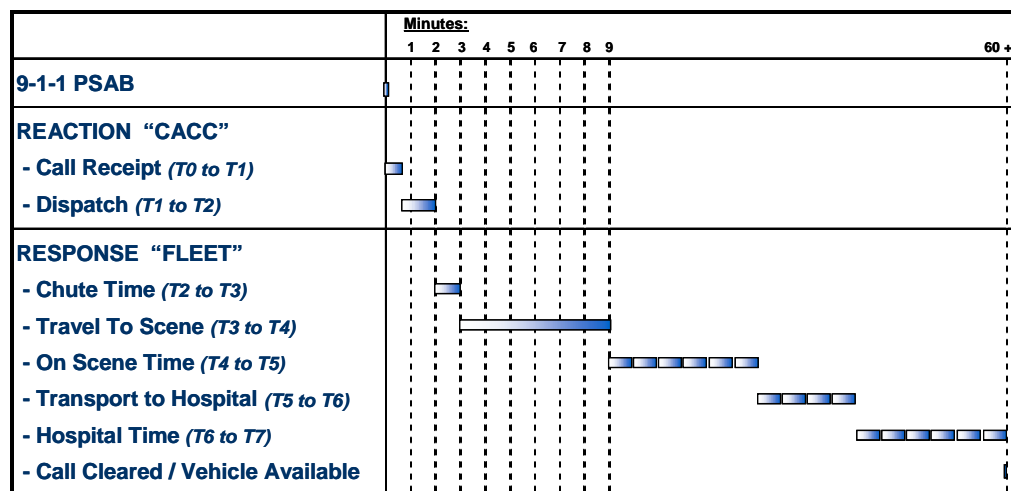 Minutes:
1 2 3 4 5 6 7 8 9 60 +
9-1-1 PSAB
REACTION “CACC”
- Call Receipt (T0 to T1)
- Dispatch (T1 to T2)
RESPONSE “FLEET”
- Chute Time (T2 to T3)
- Travel To Scene (T3 to T4)
- On Scene Time (T4 to T5)
- Transport to Hospital (T5 to T6)
- Hospital Time (T6 to T7)
- Call Cleared / Vehicle Available